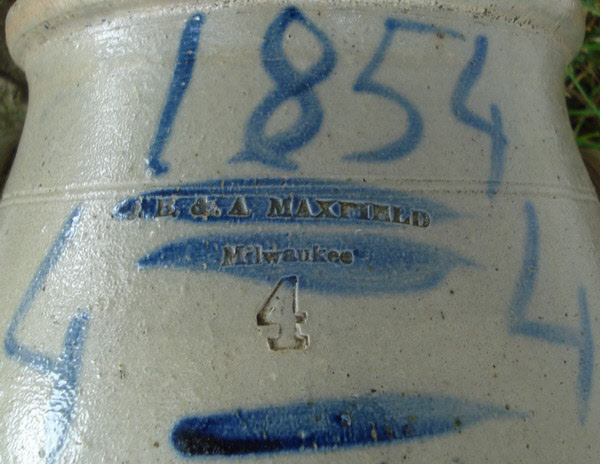 1854
J. B. & A MAXFIELD
Milwaukee
4 4 4